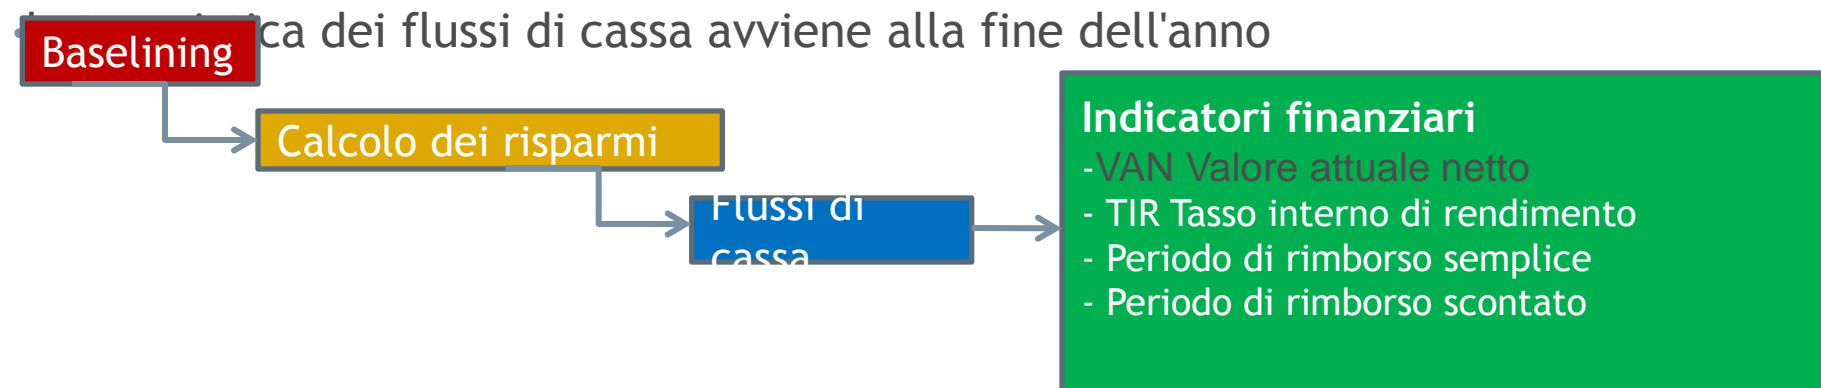 ca dei flussi di cassa avviene alla fine dell'anno
Baselining
Calcolo dei risparmi
Flussi di
cassa
Indicatori finanziari
-VAN Valore attuale netto
- TIR Tasso interno di rendimento
- Periodo di rimborso semplice
- Periodo di rimborso scontato